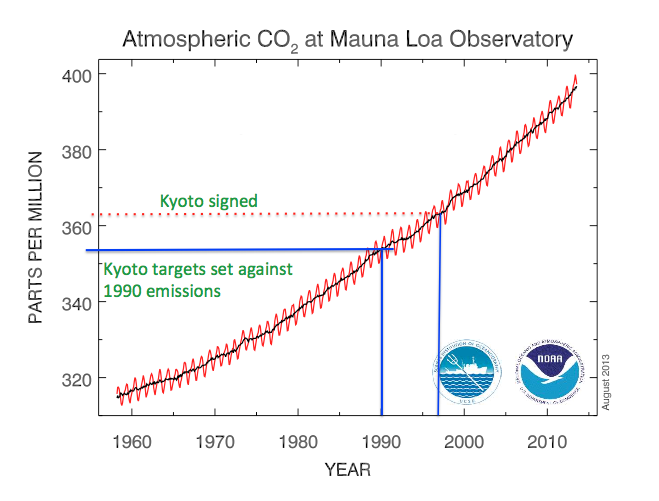 Atmospheric CO2 at Mauna Loa Observatory
400
380
360
340
320
PARTS PER MILLION
Kyoto signed
Kyoto targets set against
1990 emissions
NOAA
August 2013
1960
1970
1980
1990
2000
2010
YEAR